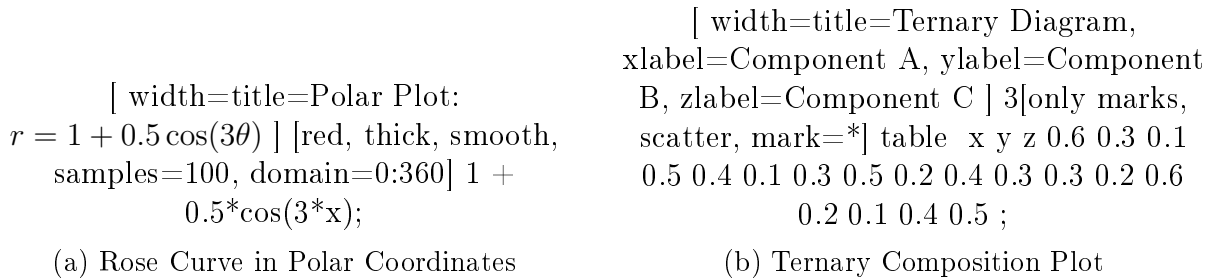 [ width=title=Polar Plot:
r = 1 + 0.5 cos(3θ) ] [red, thick, smooth,
samples=100, domain=0:360] 1 +
0.5*cos(3*x);
(a) Rose Curve in Polar Coordinates
[ width=title=Ternary Diagram,
xlabel=Component A, ylabel=Component
B, zlabel=Component C ] 3[only marks,
scatter, mark=*] table x y z 0.6 0.3 0.1
0.5 0.4 0.1 0.3 0.5 0.2 0.4 0.3 0.3 0.2 0.6
0.2 0.1 0.4 0.5 ;
(b) Ternary Composition Plot